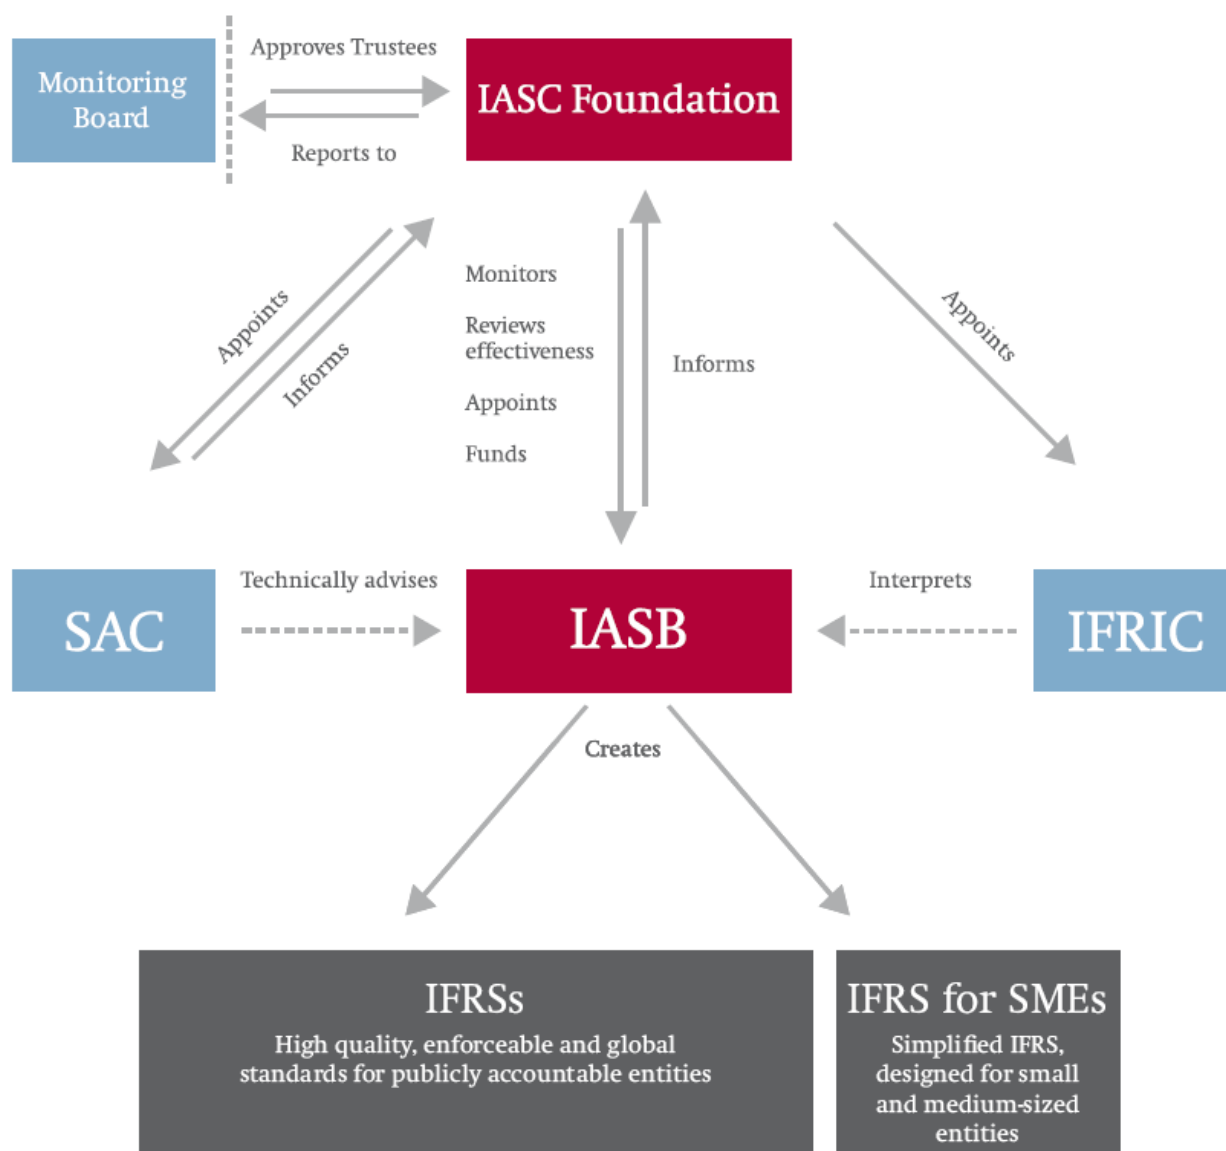 Approves Trustees
Monitoring
Board
IASC Foundation
Reports to
Appoints
Informs
Monitors
Reviews
effectiveness
Appoints
Funds
Informs
Appoints
Technically advises
Interprets
SAC
IASB
IFRIC
Creates
IFRSs
High quality, enforceable and global
standards for publicly accountable entities
IFRS for SMEs
Simplified IFRS,
designed for small
and medium-sized
entities